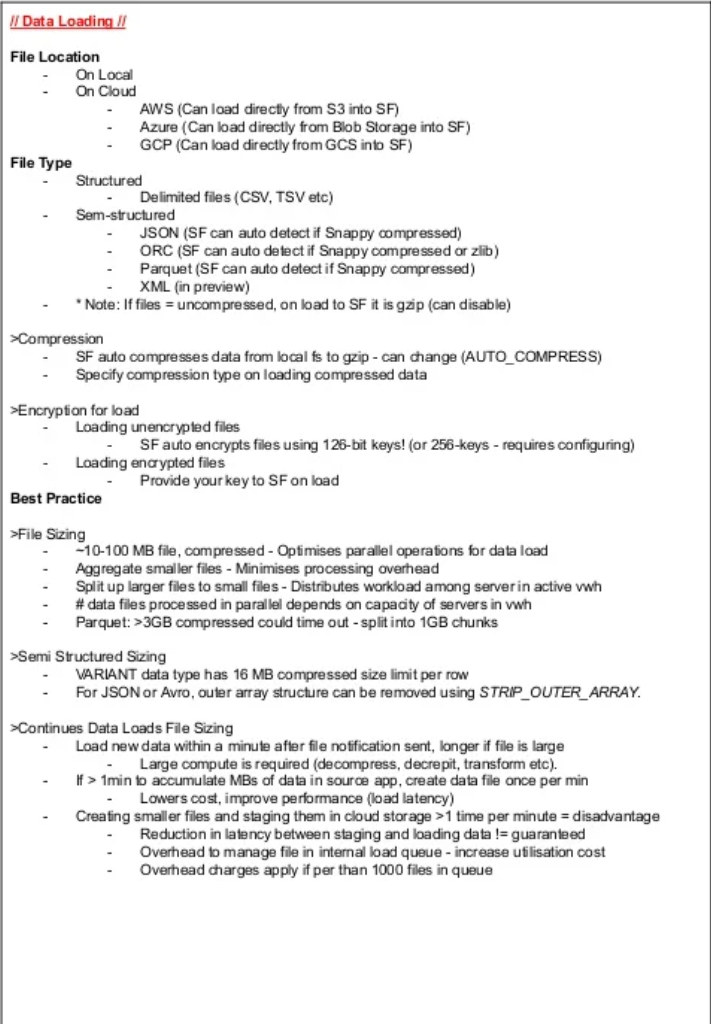 // Data Loading //
File Location
- On Local
- On Cloud
- AWS (Can load directly from S3 into SF)
- Azure (Can load directly from Blob Storage into SF)
- GCP (Can load directly from GCS into SF)
File Type
- Structured
- Delimited files (CSV, TSV etc)
- Sem-structured
- JSON (SF can auto detect if Snappy compressed)
- ORC (SF can auto detect if Snappy compressed or zlib)
- Parquet (SF can auto detect if Snappy compressed)
- XML (in preview)
- * Note: If files = uncompressed, on load to SF it is gzip (can disable)
>Compression
- SF auto compresses data from local fs to gzip - can change (AUTO_COMPRESS)
- Specify compression type on loading compressed data
>Encryption for load
- Loading unencrypted files
- SF auto encrypts files using 126-bit keys! (or 256-keys - requires configuring)
- Loading encrypted files
- Provide your key to SF on load
Best Practice
>File Sizing
- ~10-100 MB file, compressed - Optimises parallel operations for data load
- Aggregate smaller files - Minimises processing overhead
- Split up larger files to small files - Distributes workload among server in active vwh
- # data files processed in parallel depends on capacity of servers in vwh
- Parquet: >3GB compressed could time out - split into 1GB chunks
>Semi Structured Sizing
- VARIANT data type has 16 MB compressed size limit per row
- For JSON or Avro, outer array structure can be removed using STRIP_OUTER_ARRAY.
>Continues Data Loads File Sizing
- Load new data within a minute after file notification sent, longer if file is large
- Large compute is required (decompress, decrepit, transform etc).
- If > 1min to accumulate MBs of data in source app, create data file once per min
- Lowers cost, improve performance (load latency)
- Creating smaller files and staging them in cloud storage >1 time per minute = disadvantage
- Reduction in latency between staging and loading data != guaranteed
- Overhead to manage file in internal load queue - increase utilisation cost
- Overhead charges apply if per than 1000 files in queue